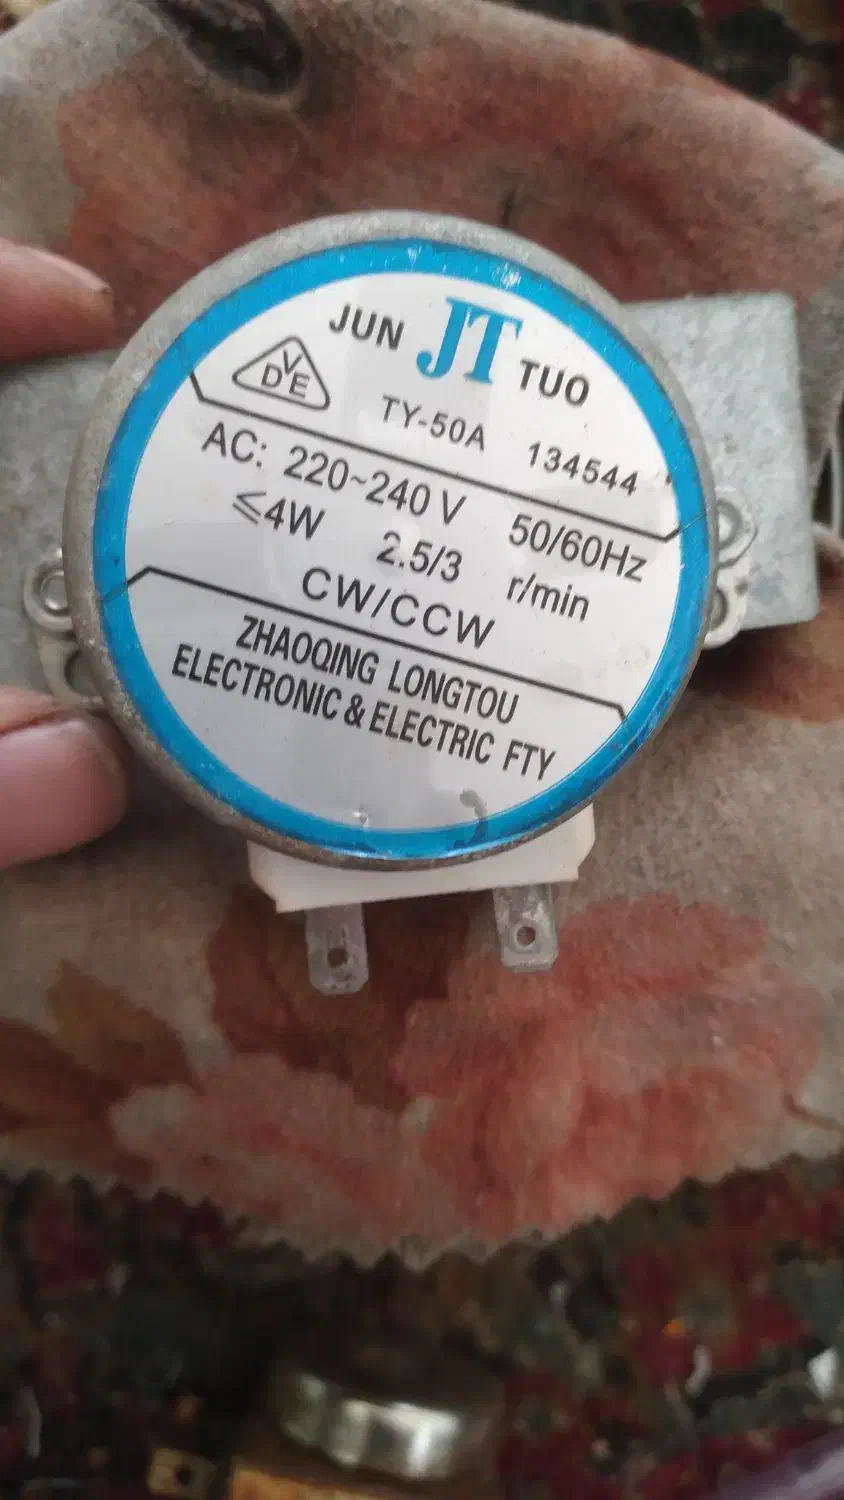 JUN JT TUO
VDE
TY-50A 134544
AC: 220~240V 50/60Hz
≤4W 2.5/3 r/min
CW/CCW
ZHAOQING LONGTOU
ELECTRONIC & ELECTRIC FTY